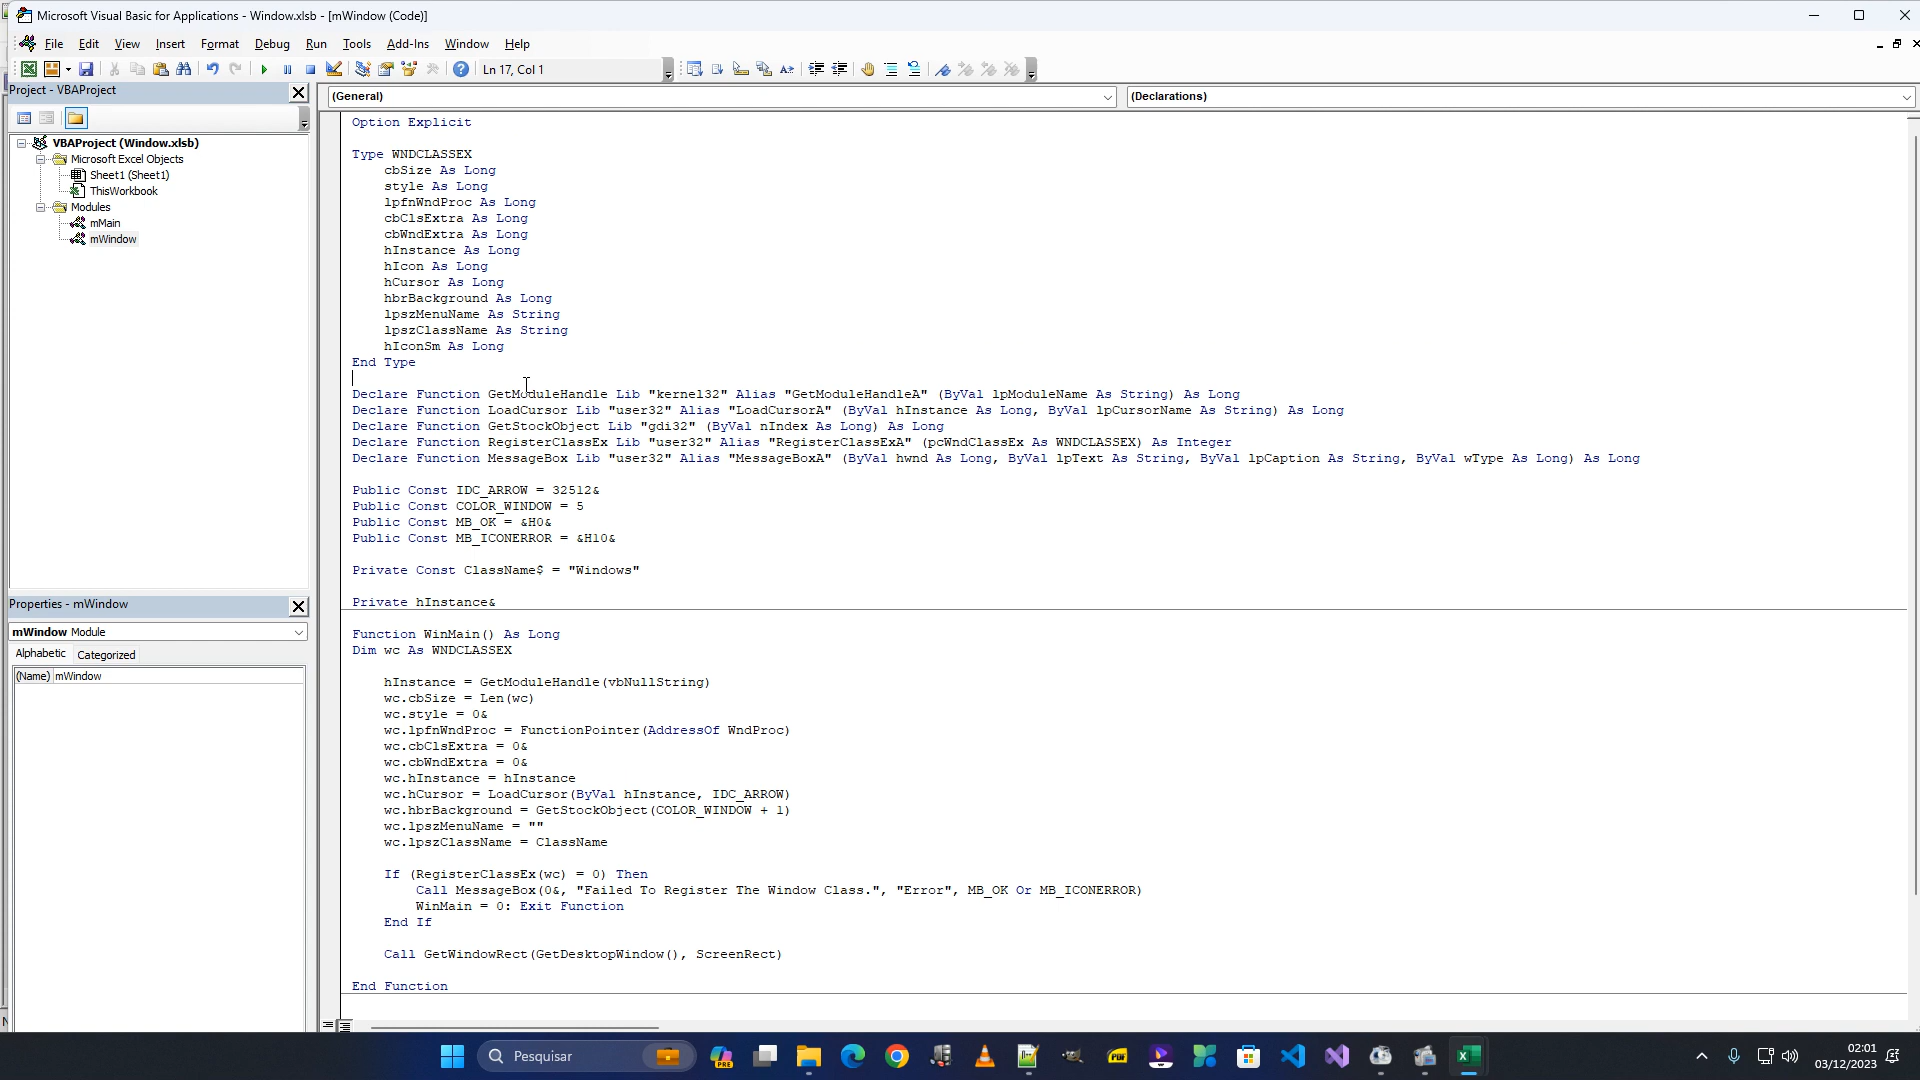 Microsoft Visual Basic for Applications - Window.xlsb - [mWindow (Code)]
File Edit View Insert Format Debug Run Tools Add-Ins Window Help
Ln 17, Col 1
Project - VBAProject
VBAProject (Window.xlsb)
Microsoft Excel Objects
Sheet1 (Sheet1)
ThisWorkbook
Modules
mMain
mWindow
Properties - mWindow
mWindow Module
Alphabetic Categorized
(Name) mWindow
(General) (Declarations)
Option Explicit
Type WNDCLASSEX
cbSize As Long
style As Long
lpfnWndProc As Long
cbClsExtra As Long
cbWndExtra As Long
hInstance As Long
hIcon As Long
hCursor As Long
hbrBackground As Long
lpszMenuName As String
lpszClassName As String
hIconSm As Long
End Type
Declare Function GetModuleHandle Lib "kernel32" Alias "GetModuleHandleA" (ByVal lpModuleName As String) As Long
Declare Function LoadCursor Lib "user32" Alias "LoadCursorA" (ByVal hInstance As Long, ByVal lpCursorName As String) As Long
Declare Function GetStockObject Lib "gdi32" (ByVal nIndex As Long) As Long
Declare Function RegisterClassEx Lib "user32" Alias "RegisterClassExA" (pcWndClassEx As WNDCLASSEX) As Integer
Declare Function MessageBox Lib "user32" Alias "MessageBoxA" (ByVal hwnd As Long, ByVal lpText As String, ByVal lpCaption As String, ByVal wType As Long) As Long
Public Const IDC_ARROW = 32512&
Public Const COLOR_WINDOW = 5
Public Const MB_OK = &H0&
Public Const MB_ICONERROR = &H10&
Private Const ClassName$ = "Windows"
Private hInstance&
Function WinMain() As Long
Dim wc As WNDCLASSEX
hInstance = GetModuleHandle(vbNullString)
wc.cbSize = Len(wc)
wc.style = 0&
wc.lpfnWndProc = FunctionPointer(AddressOf WndProc)
wc.cbClsExtra = 0&
wc.cbWndExtra = 0&
wc.hInstance = hInstance
wc.hCursor = LoadCursor(ByVal hInstance, IDC_ARROW)
wc.hbrBackground = GetStockObject(COLOR_WINDOW + 1)
wc.lpszMenuName = ""
wc.lpszClassName = ClassName
If (RegisterClassEx(wc) = 0) Then
Call MessageBox(0&, "Failed To Register The Window Class.", "Error", MB_OK Or MB_ICONERROR)
WinMain = 0: Exit Function
End If
Call GetWindowRect(GetDesktopWindow(), ScreenRect)
End Function
Pesquisar
PRE
PDF
02:01
03/12/2023